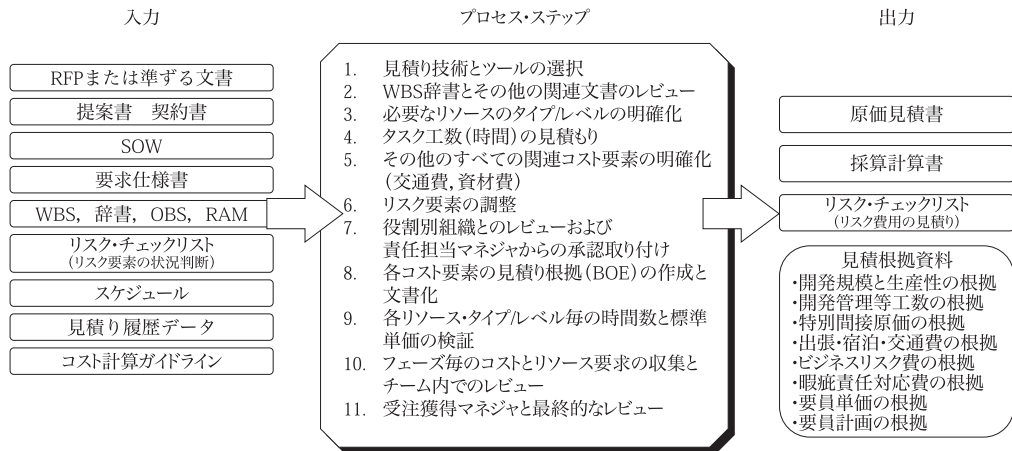 入力
RFPまたは準ずる文書
提案書　契約書
SOW
要求仕様書
WBS，辞書，OBS，RAM
リスク・チェックリスト
(リスク要素の状況判断)
スケジュール
見積り履歴データ
コスト計算ガイドライン
プロセス・ステップ
1. 見積り技術とツールの選択
2. WBS辞書とその他の関連文書のレビュー
3. 必要なリソースのタイプ/レベルの明確化
4. タスク工数(時間)の見積もり
5. その他のすべての関連コスト要素の明確化
(交通費,資材費)
6. リスク要素の調整
7. 役割別組織とのレビューおよび
責任担当マネジャからの承認取り付け
8. 各コスト要素の見積り根拠(BOE)の作成と
文書化
9. 各リソース・タイプ/レベル毎の時間数と標準
単価の検証
10. フェーズ毎のコストとリソース要求の収集と
チーム内でのレビュー
11. 受注獲得マネジャと最終的なレビュー
出力
原価見積書
採算計算書
リスク・チェックリスト
(リスク費用の見積り)
見積根拠資料
・開発規模と生産性の根拠
・開発管理等工数の根拠
・特別間接原価の根拠
・出張・宿泊・交通費の根拠
・ビジネスリスク費の根拠
・瑕疵責任対応費の根拠
・要員単価の根拠
・要員計画の根拠